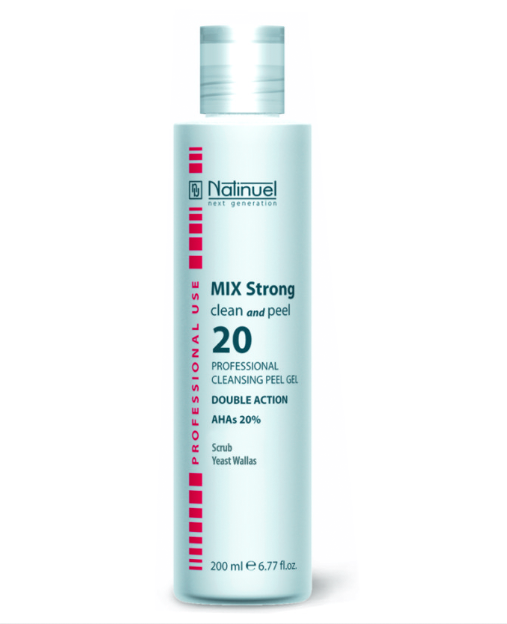 Natinuel
next generation
PROFESSIONAL USE
MIX Strong
clean and peel
20
PROFESSIONAL
CLEANSING PEEL GEL
DOUBLE ACTION
AHAs 20%
Scrub
Yeast Wallas
200 ml ℮ 6.77 fl.oz.